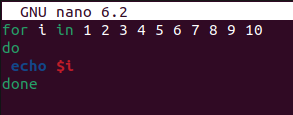 GNU nano 6.2
for i in 1 2 3 4 5 6 7 8 9 10
do
 echo $i
done